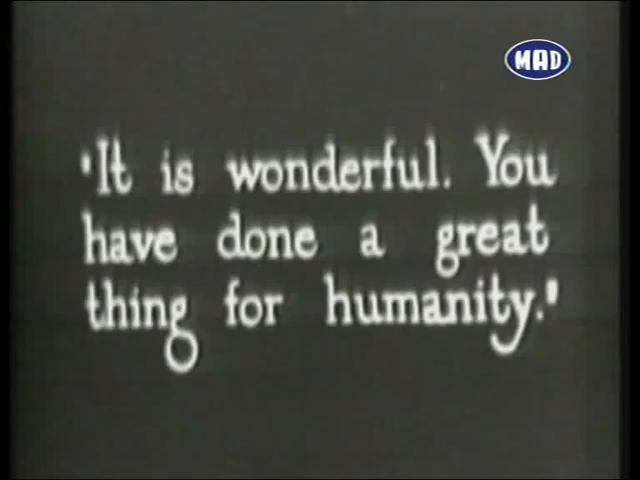 MAD
'It is wonderful. You
have done a great
thing for humanity.'